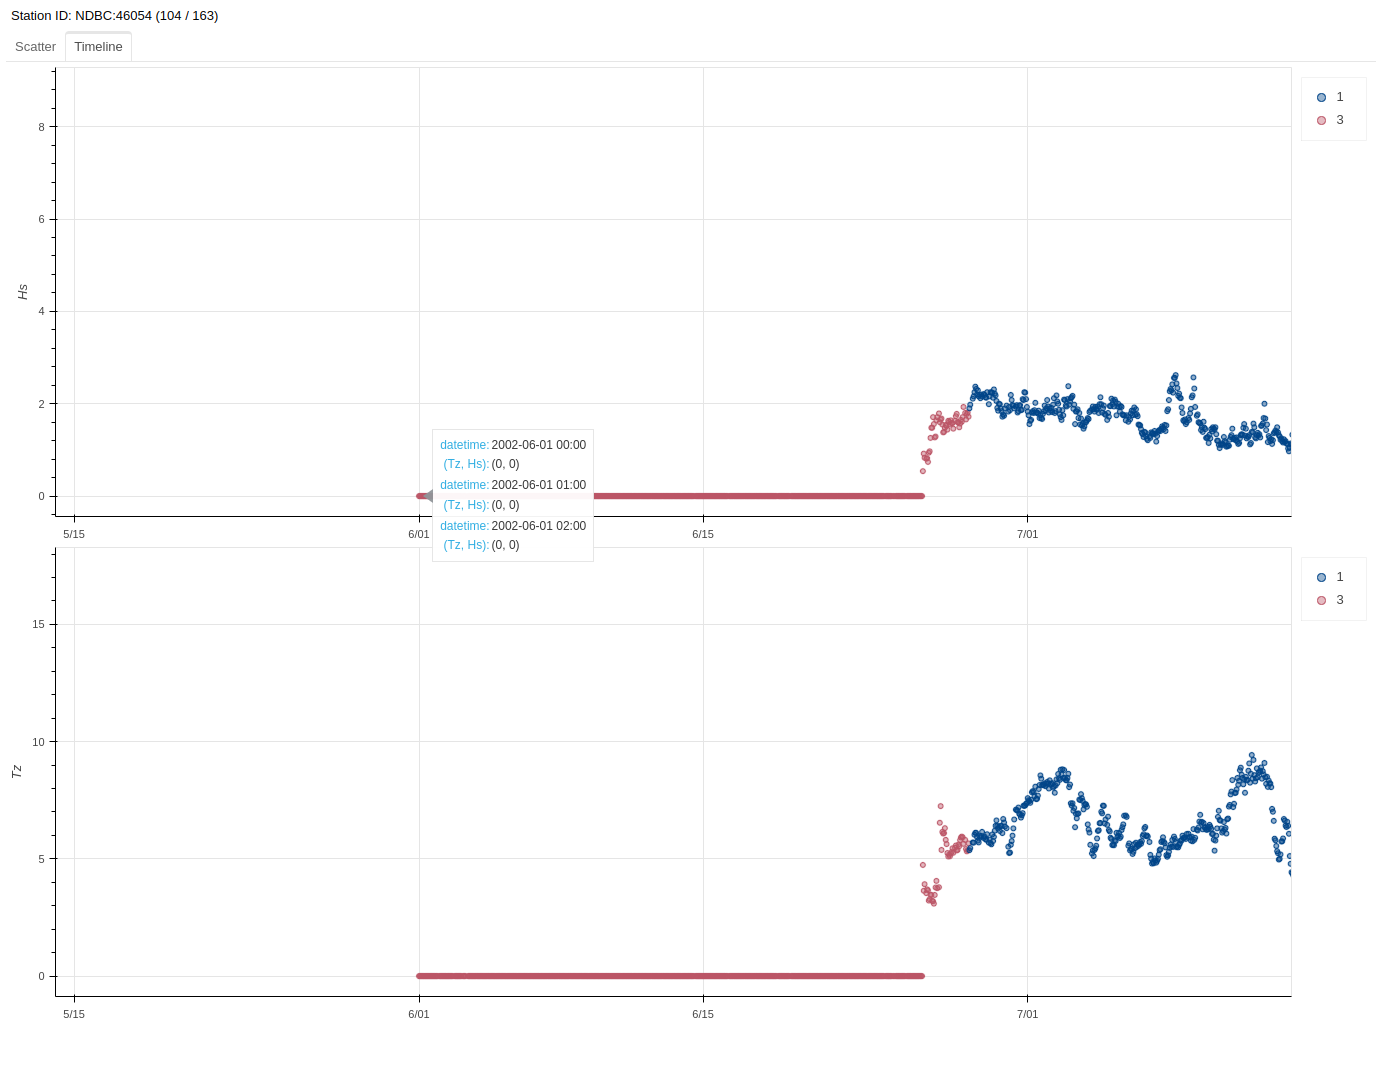 Station ID: NDBC:46054 (104 / 163)
Scatter Timeline
8
6
4
2
0
Hs
5/15 6/01 6/15 7/01
1
3
datetime: 2002-06-01 00:00
(Tz, Hs): (0, 0)
datetime: 2002-06-01 01:00
(Tz, Hs): (0, 0)
datetime: 2002-06-01 02:00
(Tz, Hs): (0, 0)
15
10
5
0
Tz
5/15 6/01 6/15 7/01
1
3